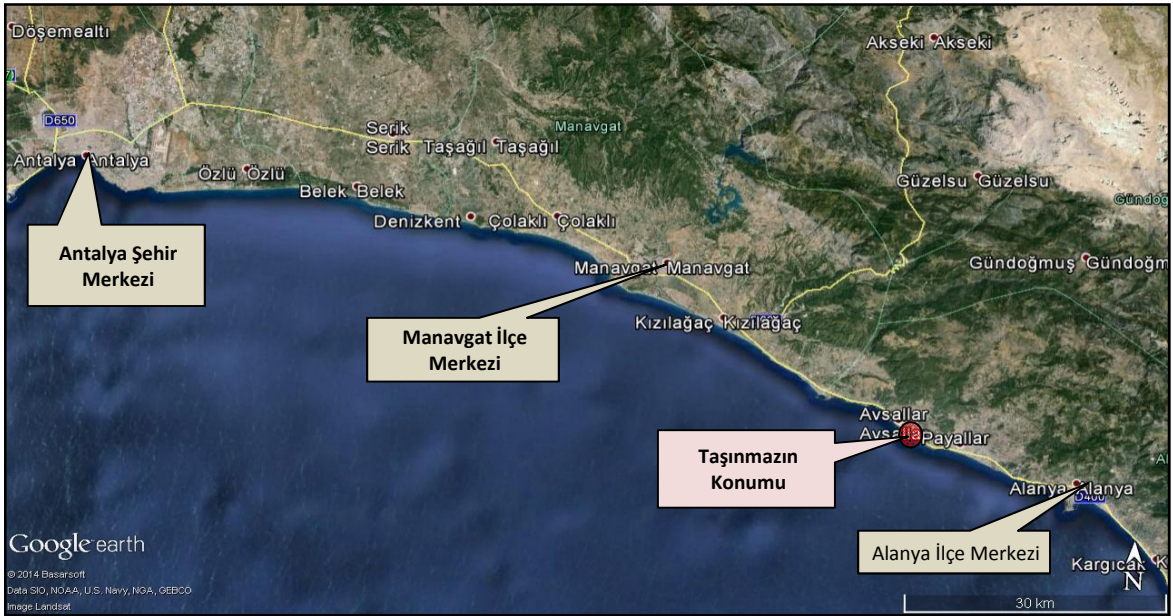 Döşemealtı
Akseki Akseki
D650
Serik
Serik
Manavgat
Taşağıl Taşağıl
Antalya Antalya
Özlü Özlü
Belek Belek
Güzelsu Güzelsu
Denizkent
Çolaklı Çolaklı
Antalya Şehir
Merkezi
Manavgat Manavgat
Gündoğmuş
Kızılağaç Kızılağaç
Manavgat İlçe
Merkezi
Avsallar
Payallar
Taşınmazın
Konumu
Alanya Alanya
D400
Alanya İlçe Merkezi
Kargıcak
N
Google earth
© 2014 Basarsoft
Data SIO, NOAA, U.S. Navy, NGA, GEBCO
Image Landsat
30 km